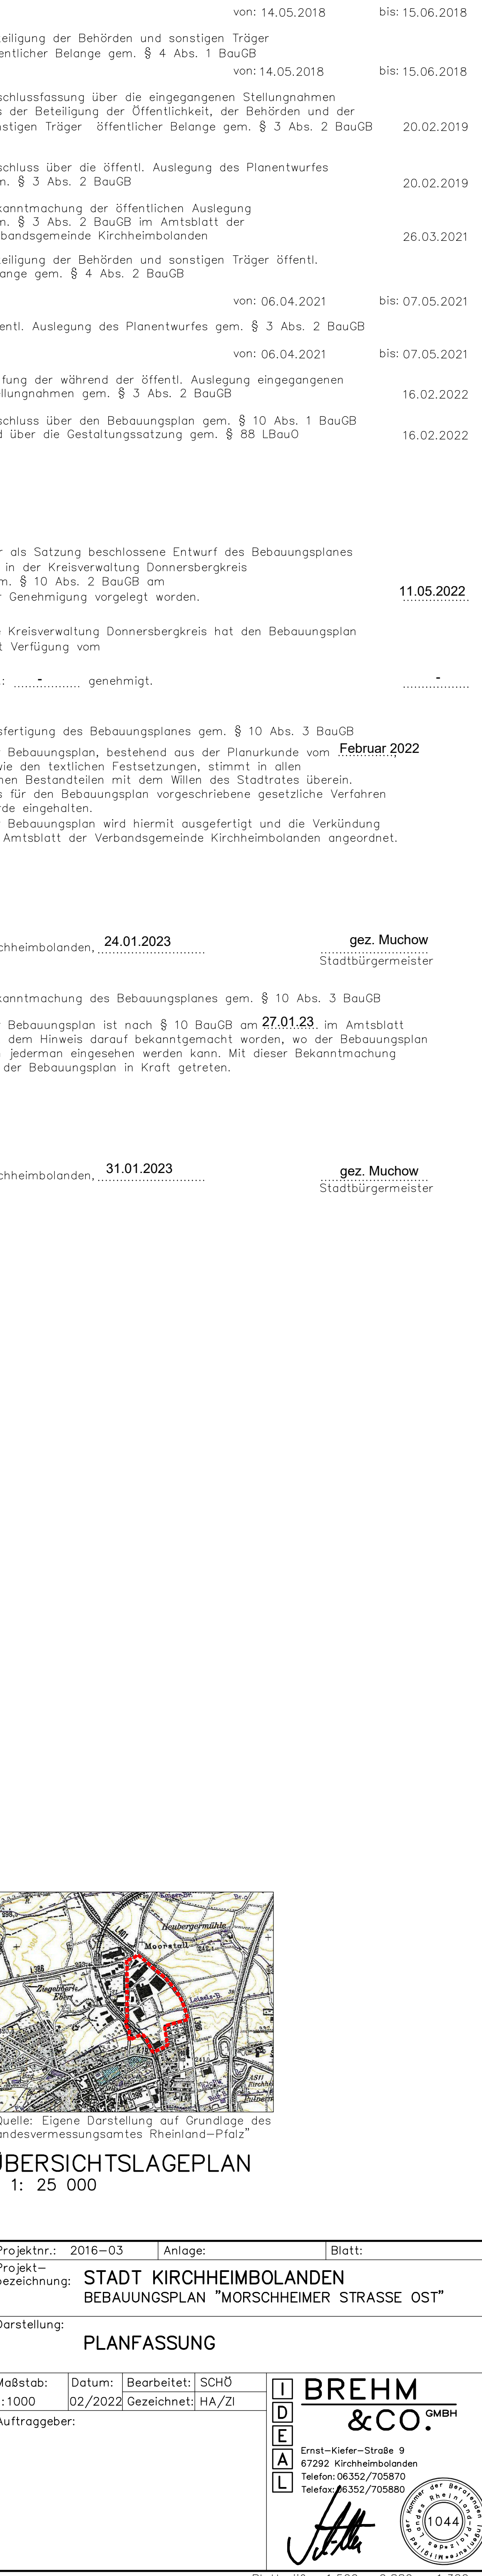 von: 14.05.2018 bis: 15.06.2018
eiligung der Behörden und sonstigen Träger
entlicher Belange gem. § 4 Abs. 1 BauGB
von: 14.05.2018 bis: 15.06.2018
schlussfassung über die eingegangenen Stellungnahmen
s der Beteiligung der Öffentlichkeit, der Behörden und der
nstigen Träger öffentlicher Belange gem. § 3 Abs. 2 BauGB 20.02.2019
schluss über die öffentl. Auslegung des Planentwurfes
m. § 3 Abs. 2 BauGB 20.02.2019
kanntmachung der öffentlichen Auslegung
m. § 3 Abs. 2 BauGB im Amtsblatt der
rbandsgemeinde Kirchheimbolanden 26.03.2021
eiligung der Behörden und sonstigen Träger öffentl.
ange gem. § 4 Abs. 2 BauGB
von: 06.04.2021 bis: 07.05.2021
entl. Auslegung des Planentwurfes gem. § 3 Abs. 2 BauGB
von: 06.04.2021 bis: 07.05.2021
fung der während der öffentl. Auslegung eingegangenen
ellungnahmen gem. § 3 Abs. 2 BauGB 16.02.2022
schluss über den Bebauungsplan gem. § 10 Abs. 1 BauGB
d über die Gestaltungssatzung gem. § 88 LBauO 16.02.2022
r als Satzung beschlossene Entwurf des Bebauungsplanes
in der Kreisverwaltung Donnersbergkreis
m. § 10 Abs. 2 BauGB am
r Genehmigung vorgelegt worden. 11.05.2022
e Kreisverwaltung Donnersbergkreis hat den Bebauungsplan
t Verfügung vom
.: - genehmigt. -
sfertigung des Bebauungsplanes gem. § 10 Abs. 3 BauGB
r Bebauungsplan, bestehend aus der Planurkunde vom Februar 2022,
wie den textlichen Festsetzungen, stimmt in allen
nen Bestandteilen mit dem Willen des Stadtrates überein.
s für den Bebauungsplan vorgeschriebene gesetzliche Verfahren
rde eingehalten.
r Bebauungsplan wird hiermit ausgefertigt und die Verkündung
Amtsblatt der Verbandsgemeinde Kirchheimbolanden angeordnet.
chheimbolanden, 24.01.2023 gez. Muchow
Stadtbürgermeister
kanntmachung des Bebauungsplanes gem. § 10 Abs. 3 BauGB
r Bebauungsplan ist nach § 10 BauGB am 27.01.23 im Amtsblatt
dem Hinweis darauf bekanntgemacht worden, wo der Bebauungsplan
n jederman eingesehen werden kann. Mit dieser Bekanntmachung
der Bebauungsplan in Kraft getreten.
chheimbolanden, 31.01.2023 gez. Muchow
Stadtbürgermeister
Heubergermühle
Moorstall
Ziegelhütte
Quelle: Eigene Darstellung auf Grundlage des
andesvermessungsamtes Rheinland-Pfalz"
ÜBERSICHTSLAGEPLAN
1: 25 000
Projektnr.: 2016-03 Anlage: Blatt:
Projekt-
bezeichnung: STADT KIRCHHEIMBOLANDEN
BEBAUUNGSPLAN "MORSCHHEIMER STRASSE OST"
Darstellung:
PLANFASSUNG
Maßstab: Datum: Bearbeitet: SCHÖ
:1000 02/2022 Gezeichnet: HA/ZI
Auftraggeber:
IDEAL
BREHM
&CO. GMBH
Ernst-Kiefer-Straße 9
67292 Kirchheimbolanden
Telefon: 06352/705870
Telefax: 06352/705880
1044